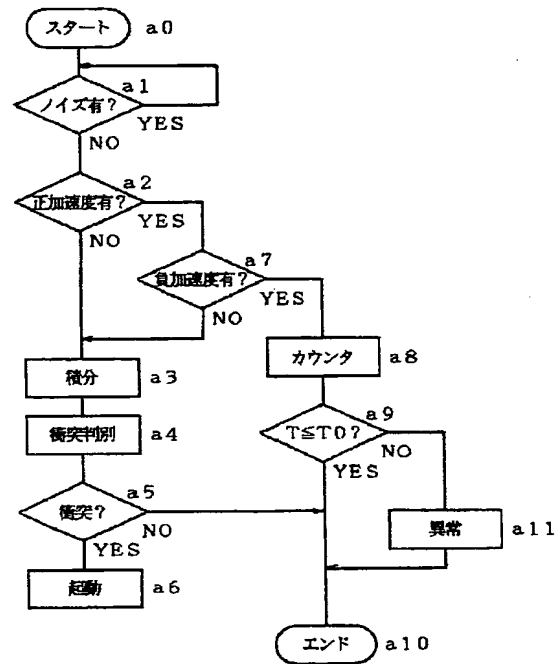 スタート a0
ノイズ有? a1
YES
NO
正加速度有? a2
YES
NO
負加速度有? a7
YES
NO
積分 a3
カウンタ a8
衝突判別 a4
T≦T0? a9
NO
YES
衝突? a5
NO
YES
異常 a11
起動 a6
エンド a10